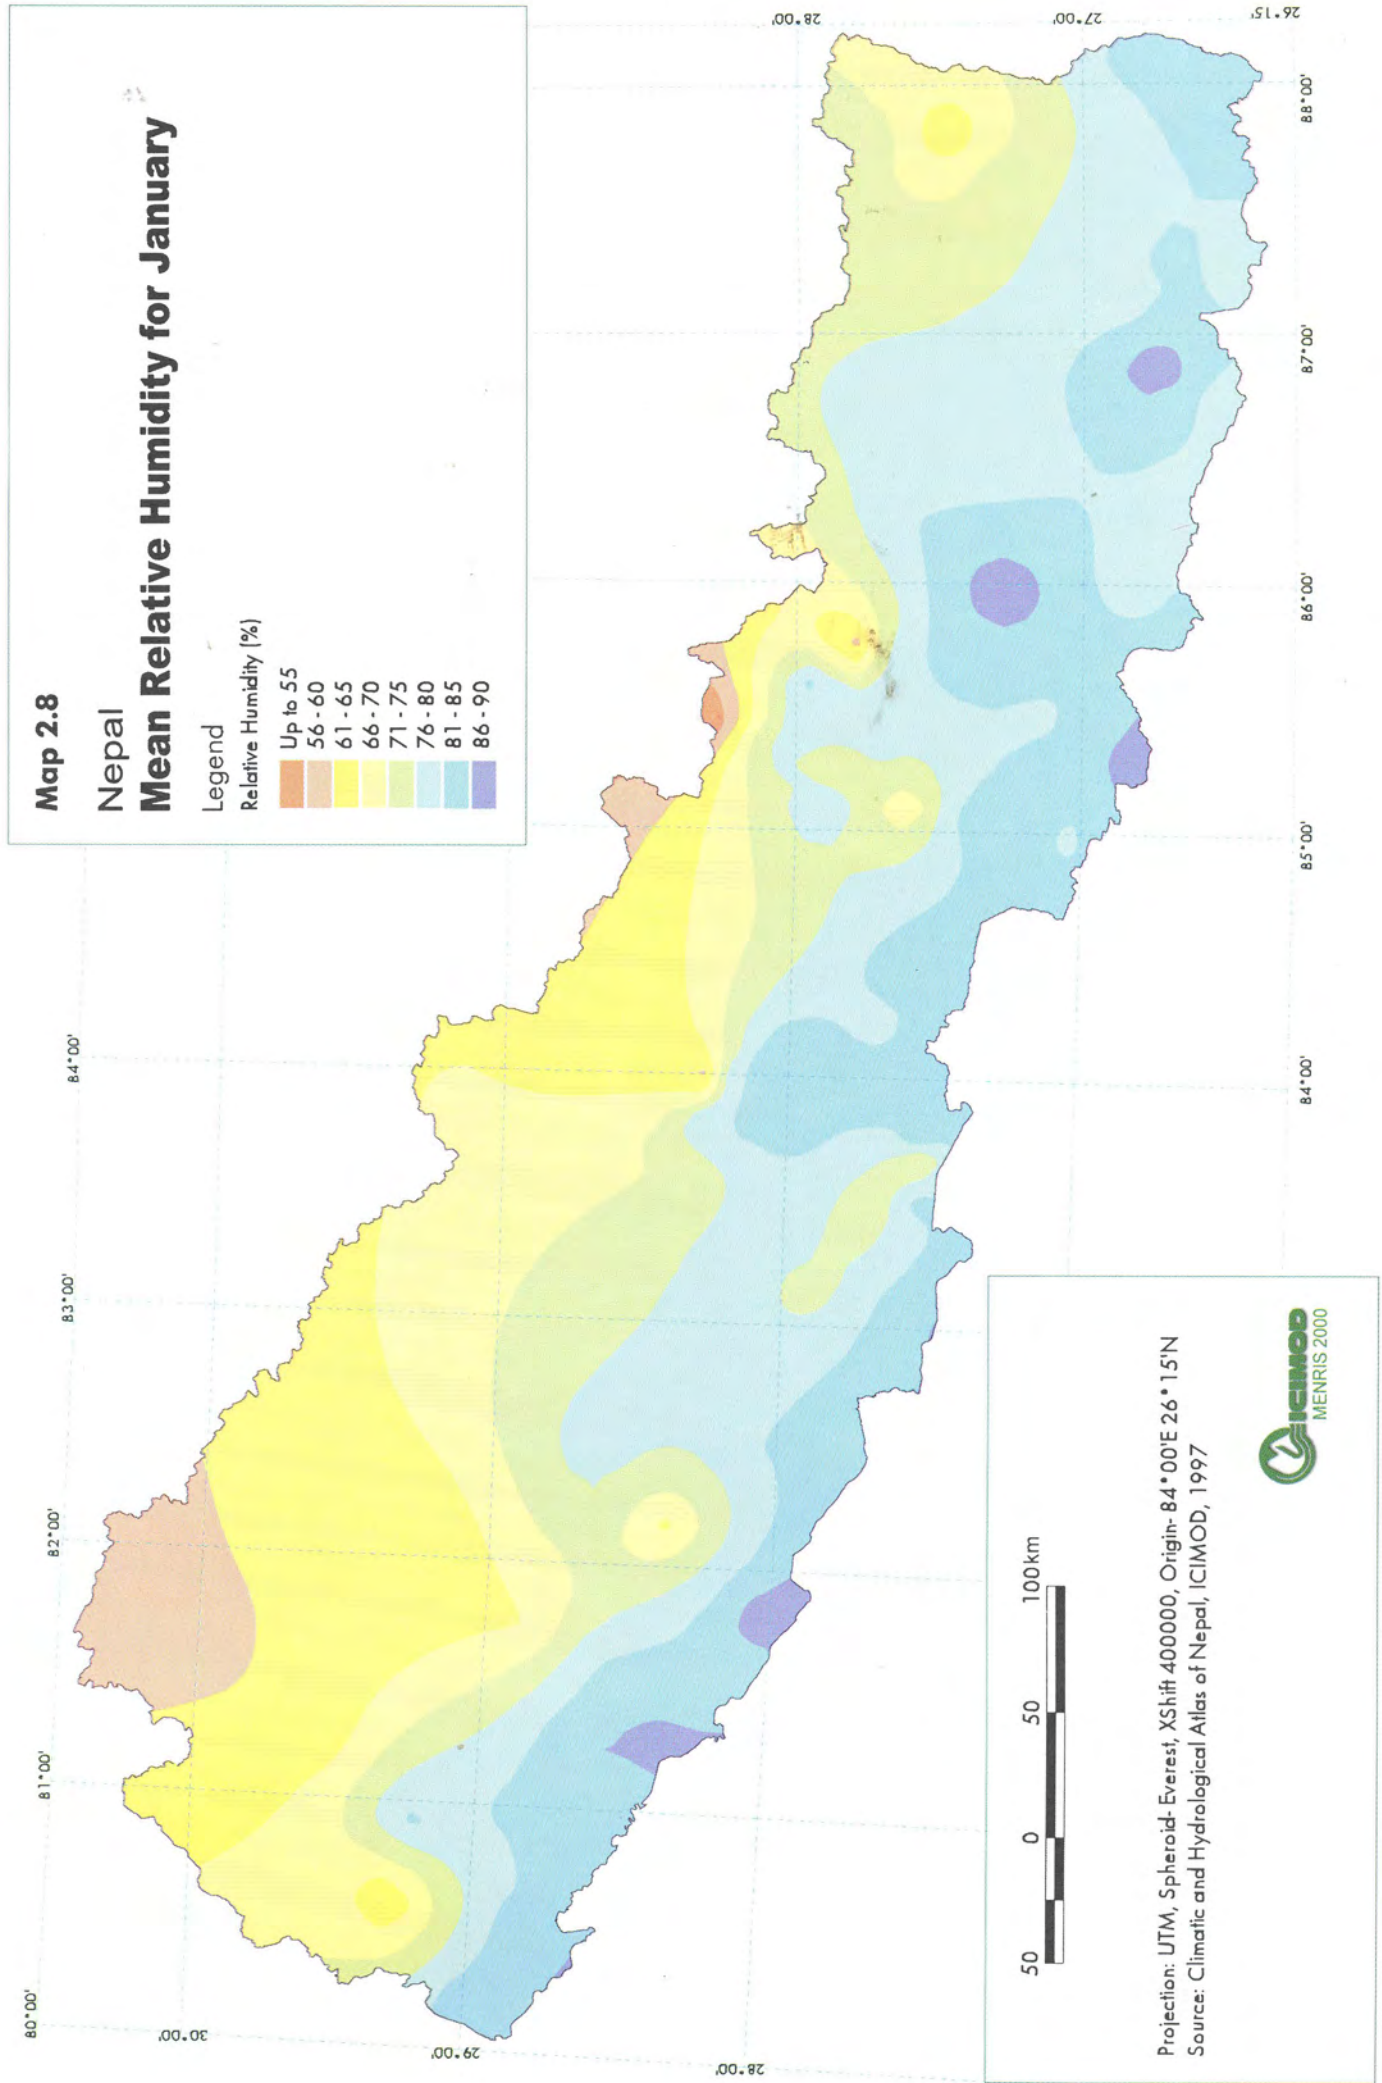 Map 2.8
Nepal
Mean Relative Humidity for January
Legend
Relative Humidity (%)
Up to 55
56 - 60
61 - 65
66 - 70
71 - 75
76 - 80
81 - 85
86 - 90
80°00'
81°00'
82°00'
83°00'
84°00'
30°00'
29°00'
28°00'
28°00'
27°00'
26°15'
84°00'
85°00'
86°00'
87°00'
88°00'
50 0 50 100km
Projection: UTM, Spheroid- Everest, XShift 400000, Origin- 84°00'E 26°15'N
Source: Climatic and Hydrological Atlas of Nepal, ICIMOD, 1997
ICIMOD
MENRIS 2000